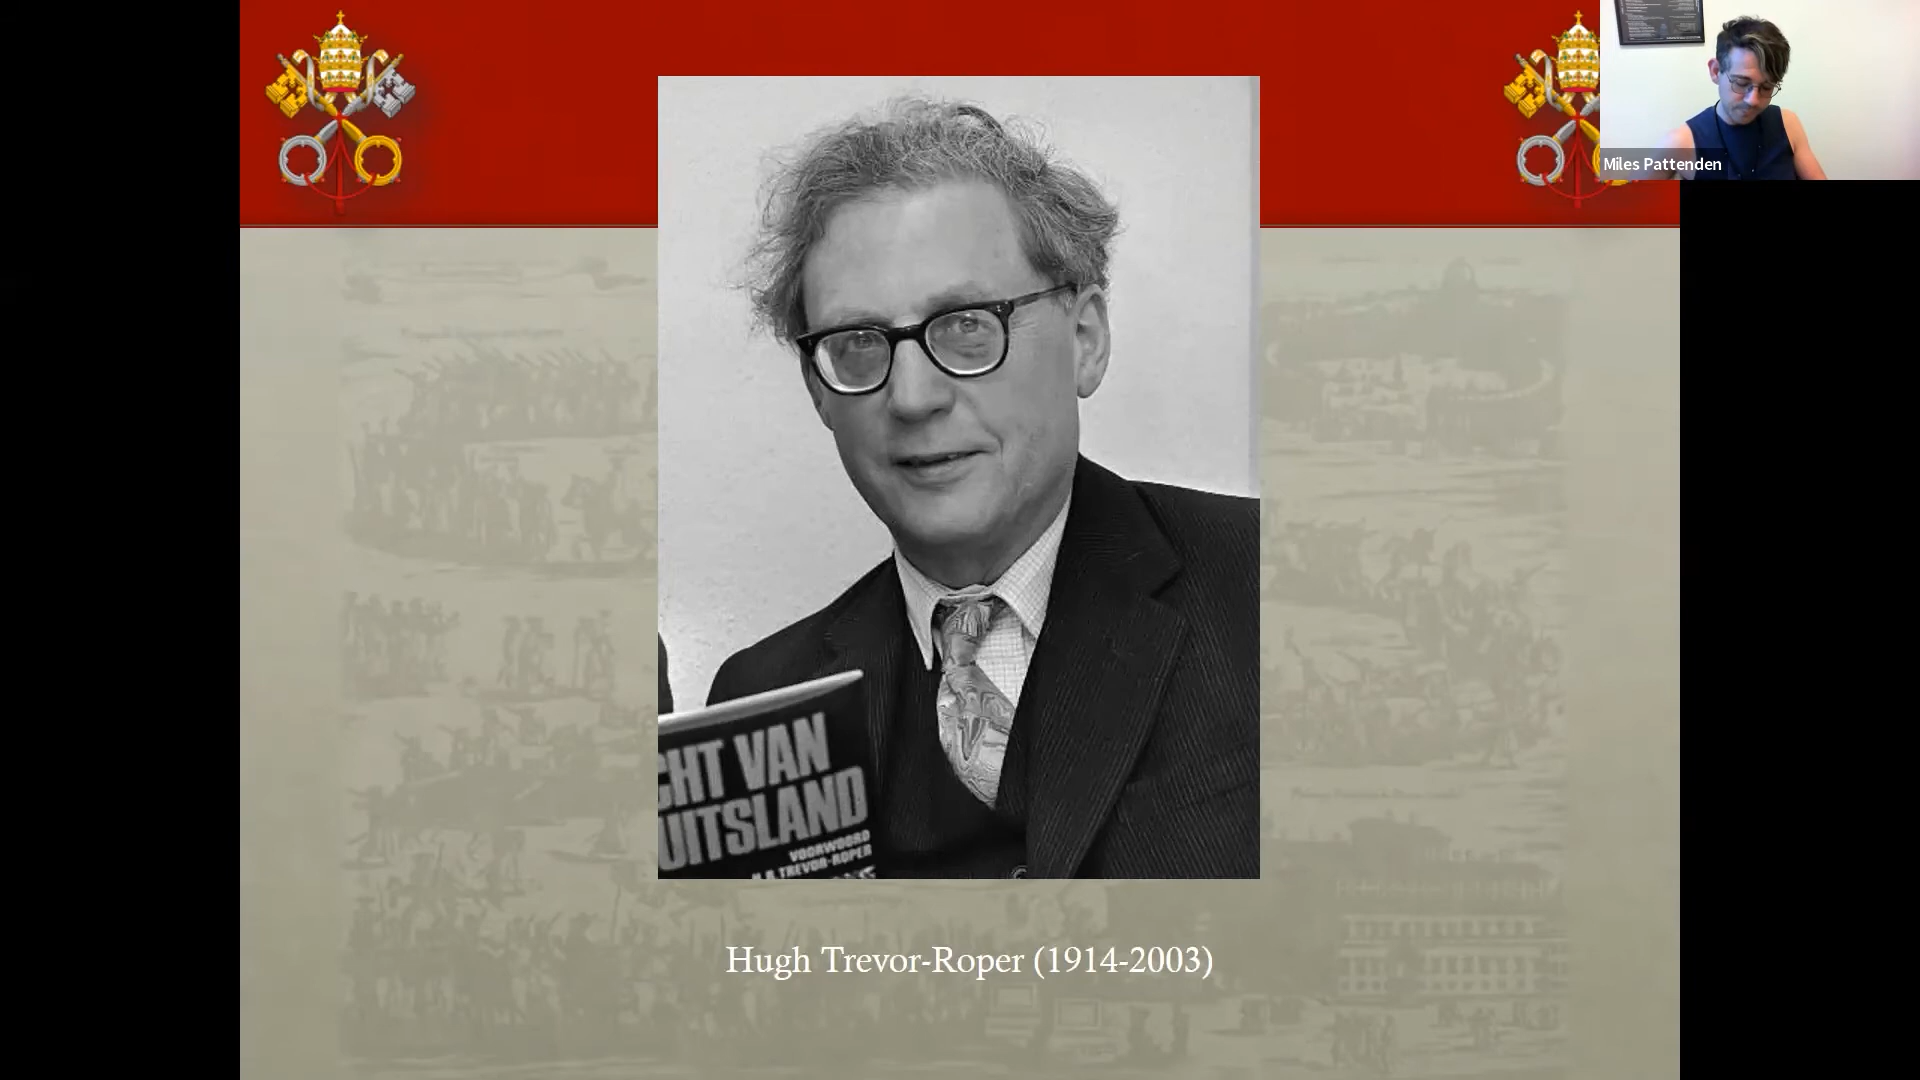 Miles Pattenden
CHT VAN
UITSLAND
VOORWOORD
TREVOR-ROPER
Hugh Trevor-Roper (1914-2003)